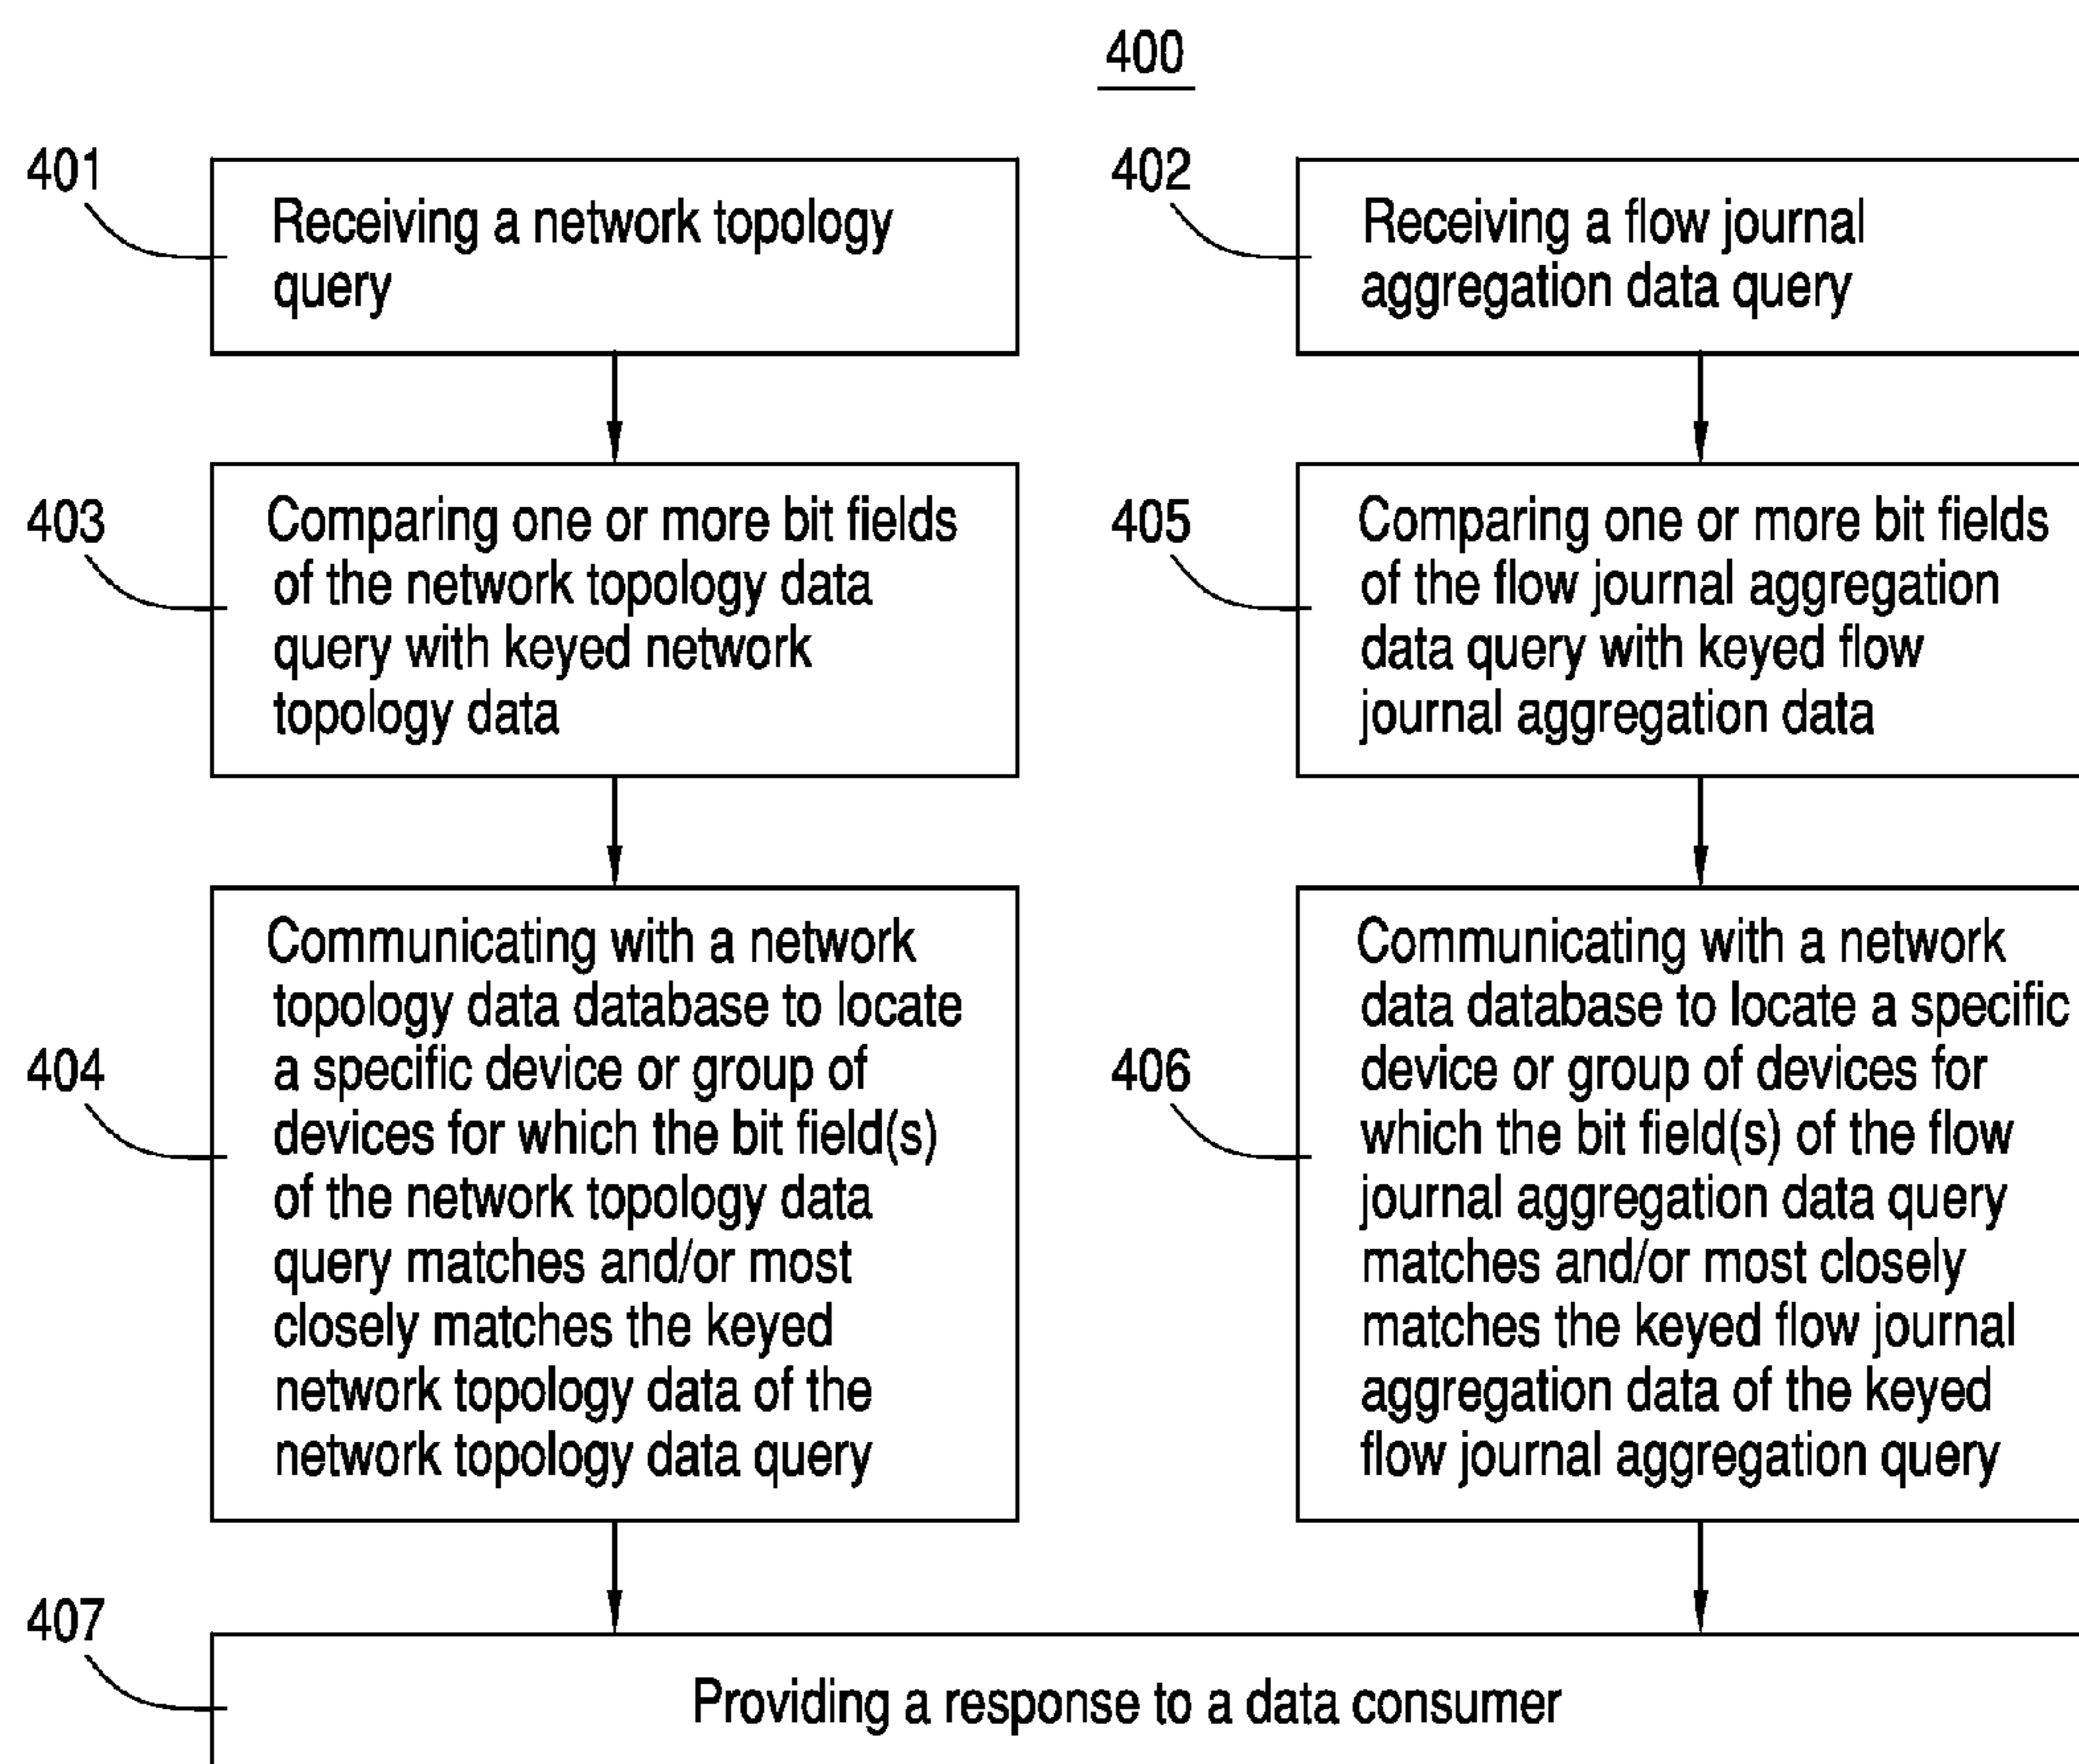 400
401
Receiving a network topology
query
402
Receiving a flow journal
aggregation data query
403
Comparing one or more bit fields
of the network topology data
query with keyed network
topology data
405
Comparing one or more bit fields
of the flow journal aggregation
data query with keyed flow
journal aggregation data
404
Communicating with a network
topology data database to locate
a specific device or group of
devices for which the bit field(s)
of the network topology data
query matches and/or most
closely matches the keyed
network topology data of the
network topology data query
406
Communicating with a network
data database to locate a specific
device or group of devices for
which the bit field(s) of the flow
journal aggregation data query
matches and/or most closely
matches the keyed flow journal
aggregation data of the keyed
flow journal aggregation query
407
Providing a response to a data consumer